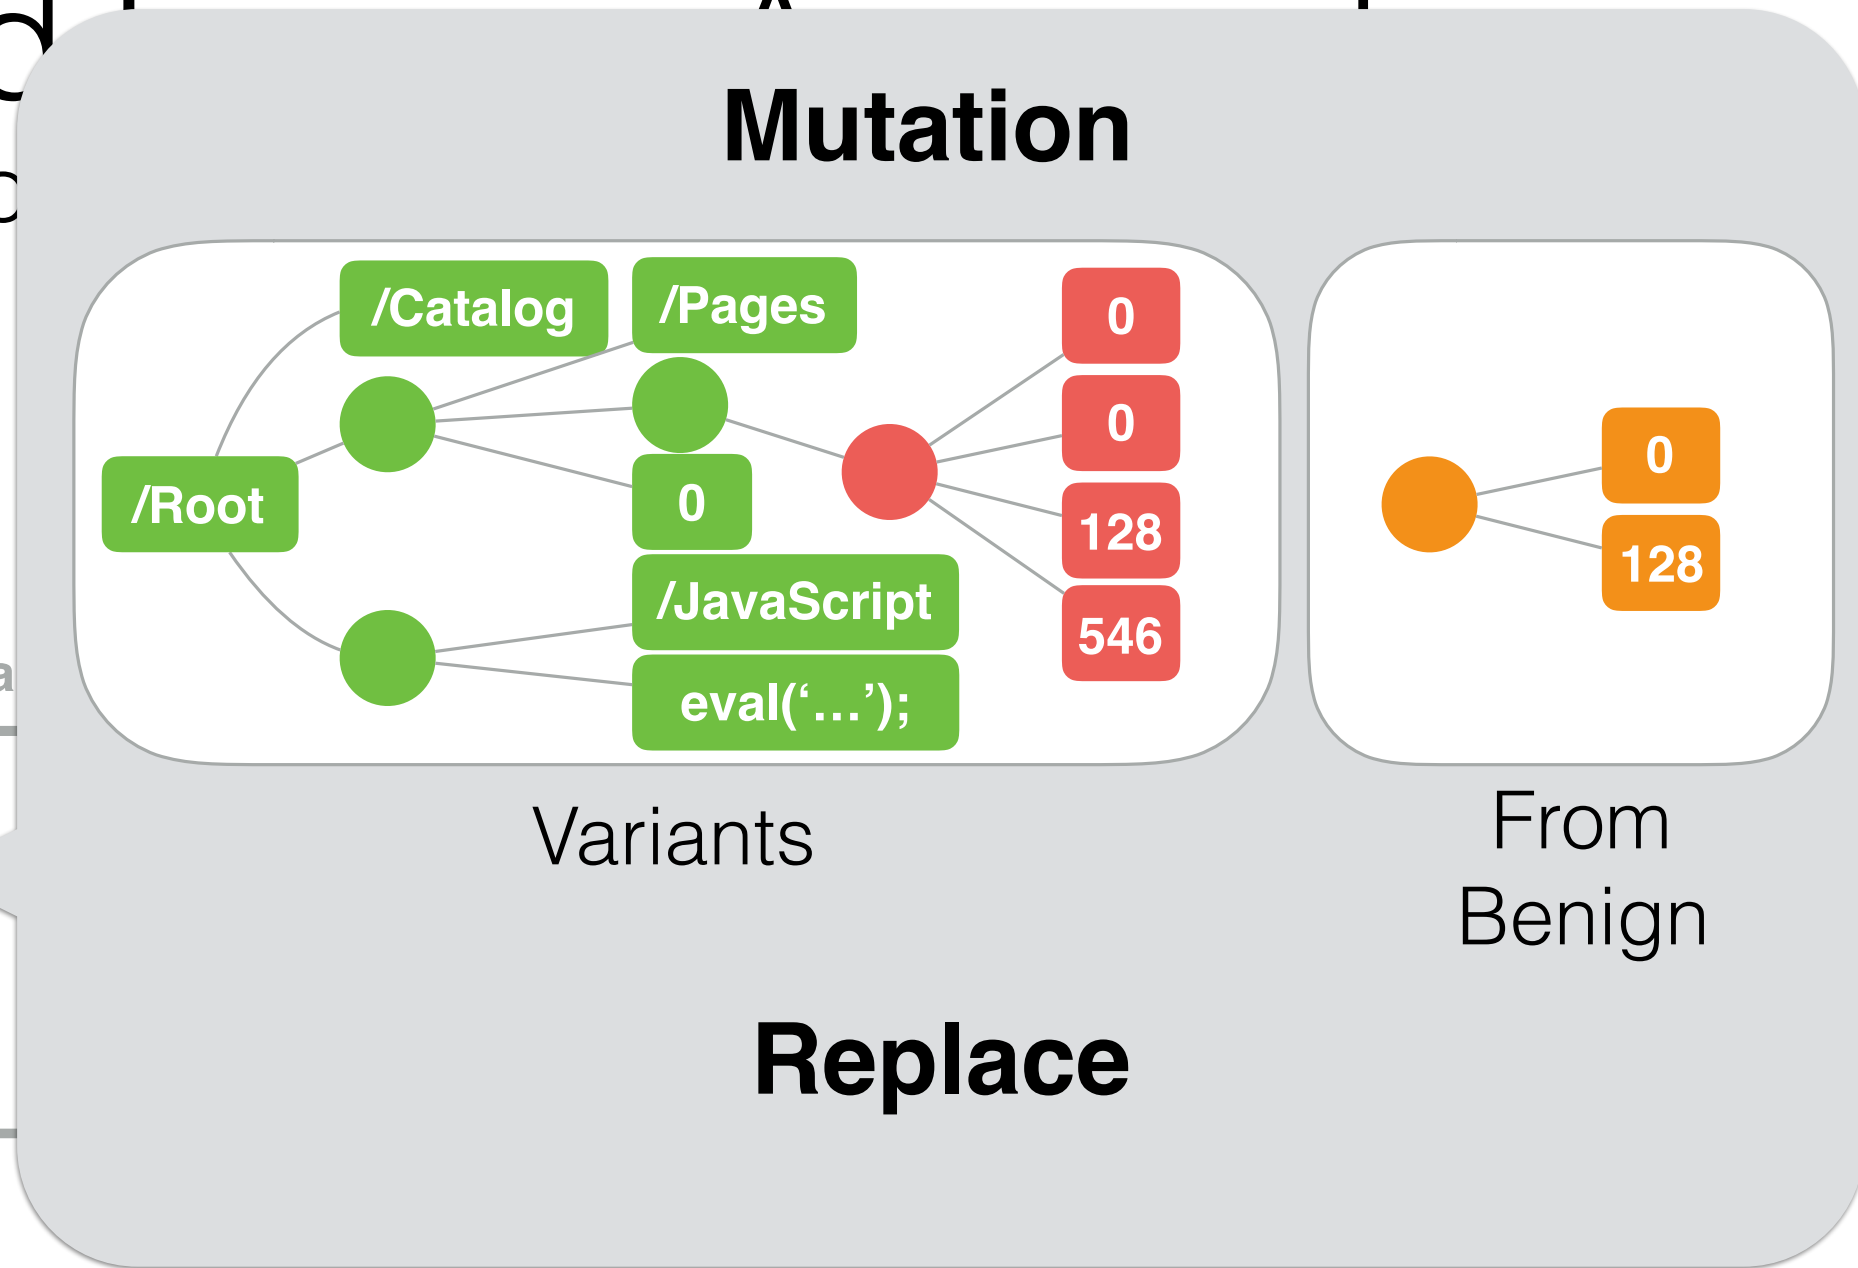 Mutation
/Catalog
/Pages
0
0
/Root
0
128
/JavaScript
546
eval(‘...’);
0
128
Variants
From
Benign
Replace